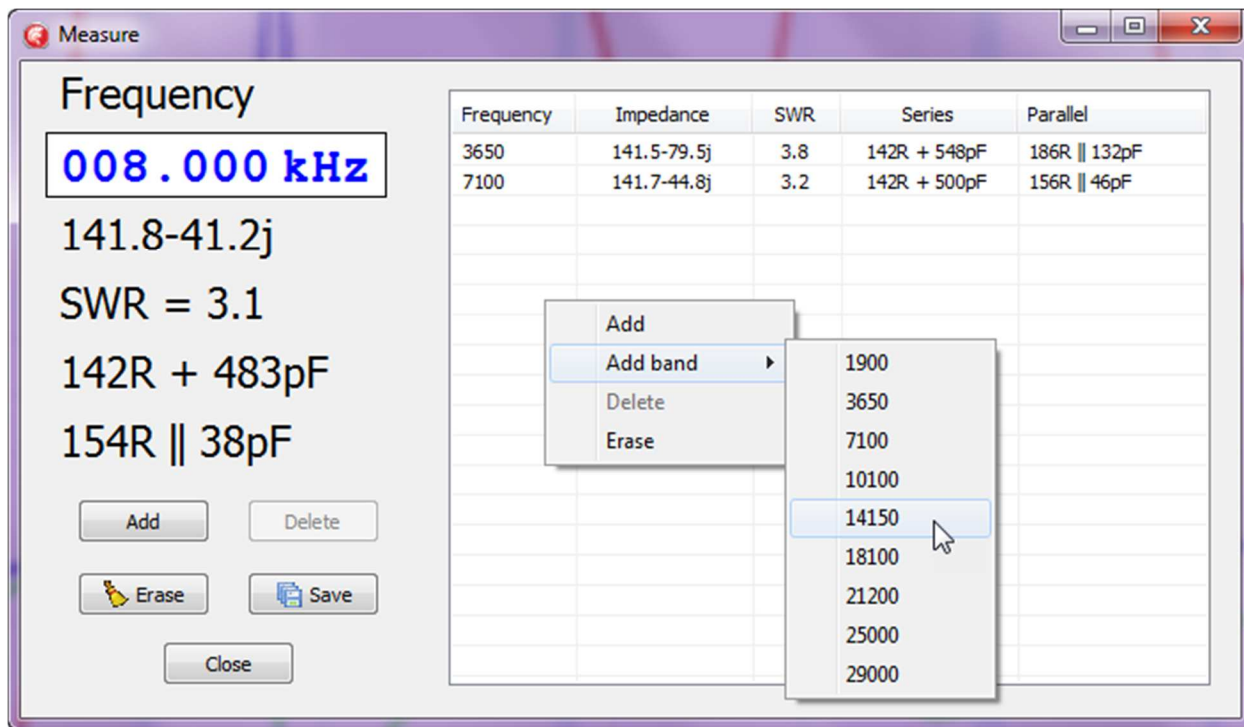 Measure
Frequency
008.000 kHz
141.8-41.2j
SWR = 3.1
142R + 483pF
154R || 38pF
Add Delete
Erase Save
Close
Frequency Impedance SWR Series Parallel
3650 141.5-79.5j 3.8 142R + 548pF 186R || 132pF
7100 141.7-44.8j 3.2 142R + 500pF 156R || 46pF
Add
Add band
Delete
Erase
1900
3650
7100
10100
14150
18100
21200
25000
29000